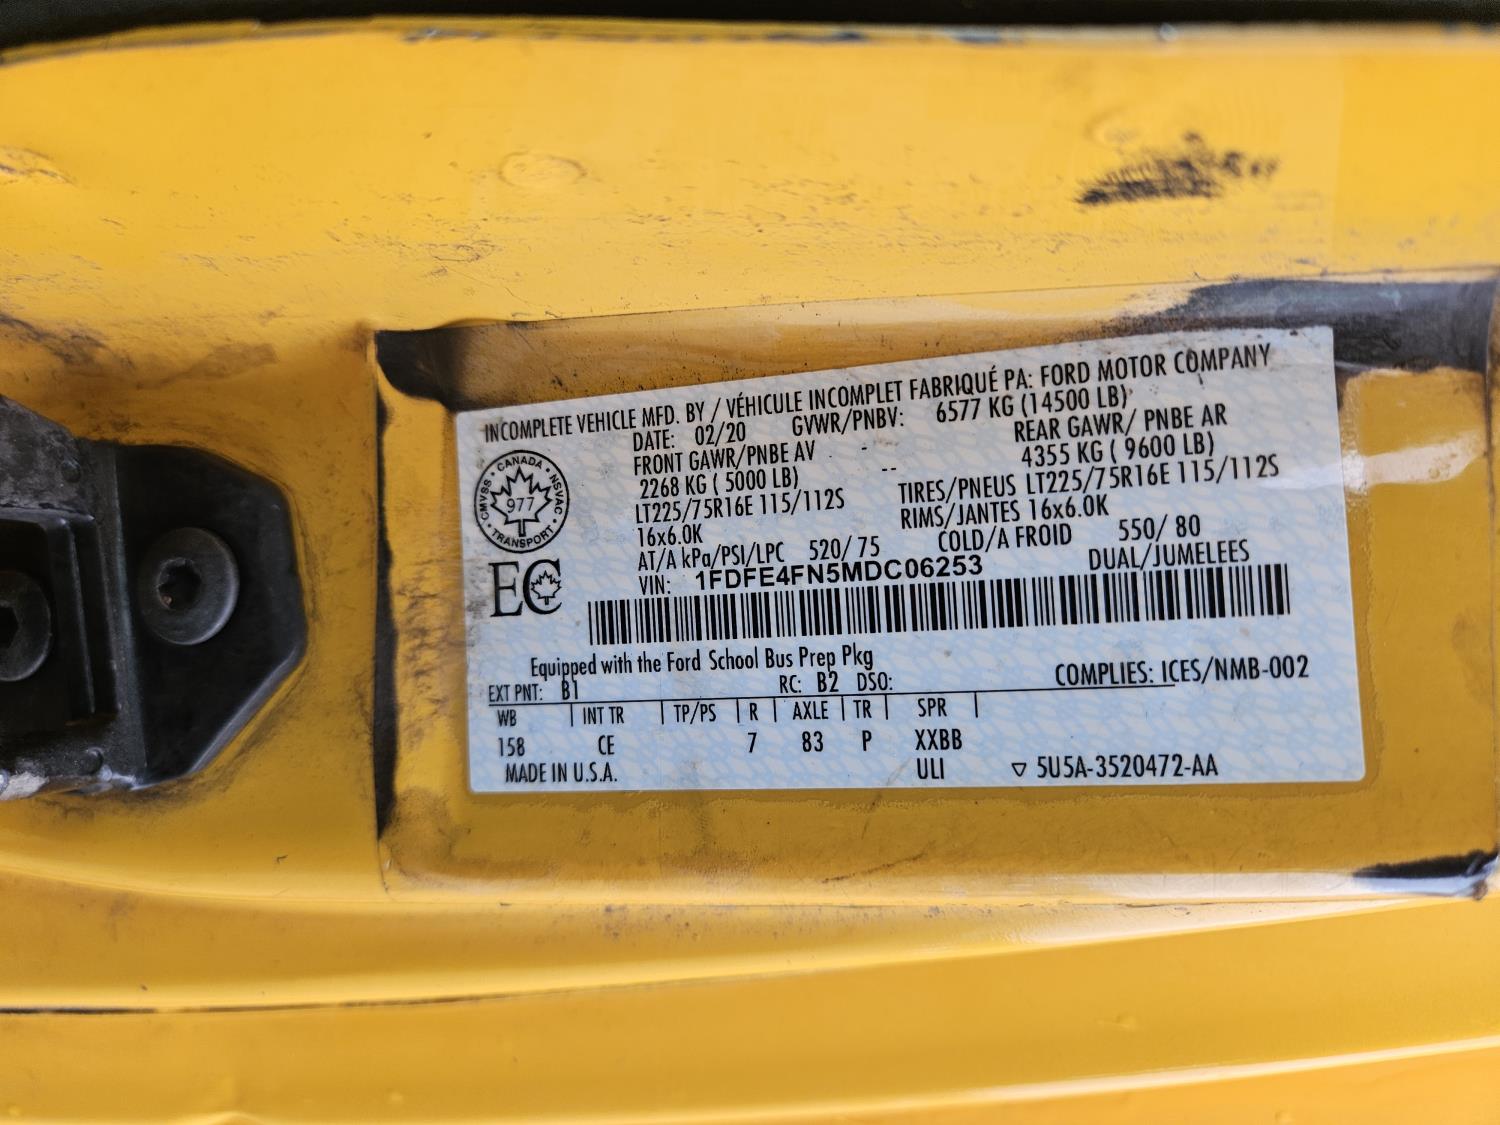 INCOMPLETE VEHICLE MFD. BY / VÉHICULE INCOMPLET FABRIQUÉ PA: FORD MOTOR COMPANY
DATE: 02/20 GVWR/PNBV: 6577 KG (14500 LB)
FRONT GAWR/PNBE AV - REAR GAWR/ PNBE AR
2268 KG ( 5000 LB) -- 4355 KG ( 9600 LB)
LT225/75R16E 115/112S TIRES/PNEUS LT225/75R16E 115/112S
16x6.0K RIMS/JANTES 16x6.0K
AT/A kPa/PSI/LPC 520/ 75 COLD/A FROID 550/ 80
VIN: 1FDFE4FN5MDC06253 DUAL/JUMELEES
CANADA
CMVSS
NSVAC
977
TRANSPORT
EC
Equipped with the Ford School Bus Prep Pkg
EXT PNT: B1 RC: B2 DSO: COMPLIES: ICES/NMB-002
WB INT TR TP/PS R AXLE TR SPR
158 CE 7 83 P XXBB
MADE IN U.S.A. ULI ▽ 5U5A-3520472-AA